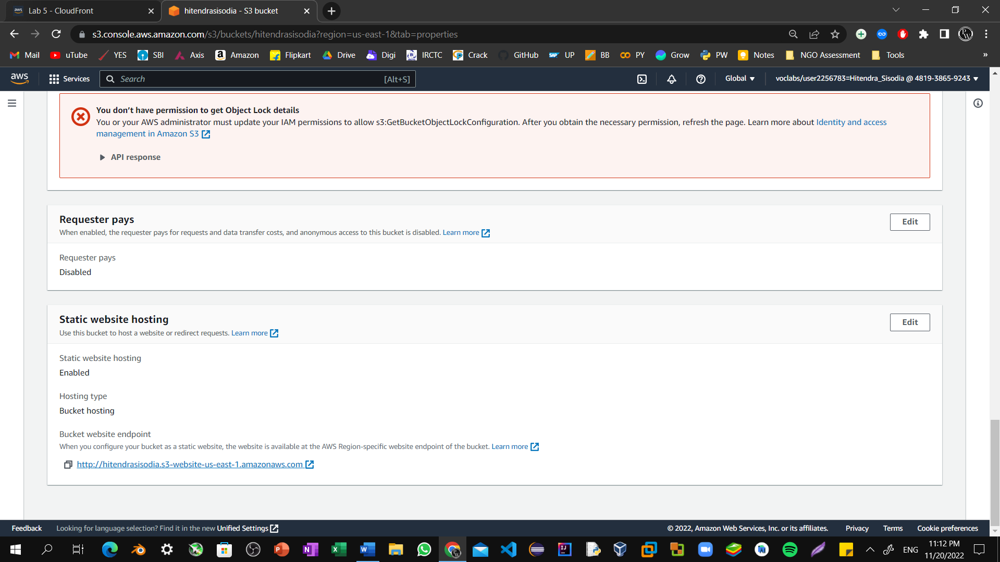 Lab 5 - CloudFront
hitendrasisodia - S3 bucket
s3.console.aws.amazon.com/s3/buckets/hitendrasisodia?region=us-east-1&tab=properties
Mail uTube YES SBI Axis Amazon Flipkart Drive Digi IRCTC Crack GitHub UP BB PY Grow PW Notes NGO Assessment Tools »
aws Services Search [Alt+S] Global voclabs/user2256783=Hitendra_Sisodia @ 4819-3865-9243
You don’t have permission to get Object Lock details
You or your AWS administrator must update your IAM permissions to allow s3:GetBucketObjectLockConfiguration. After you obtain the necessary permission, refresh the page. Learn more about Identity and access
management in Amazon S3
API response
Requester pays
Edit
When enabled, the requester pays for requests and data transfer costs, and anonymous access to this bucket is disabled. Learn more
Requester pays
Disabled
Static website hosting
Edit
Use this bucket to host a website or redirect requests. Learn more
Static website hosting
Enabled
Hosting type
Bucket hosting
Bucket website endpoint
When you configure your bucket as a static website, the website is available at the AWS Region-specific website endpoint of the bucket. Learn more
http://hitendrasisodia.s3-website-us-east-1.amazonaws.com
Feedback Looking for language selection? Find it in the new Unified Settings © 2022, Amazon Web Services, Inc. or its affiliates. Privacy Terms Cookie preferences
ENG 11:12 PM
11/20/2022